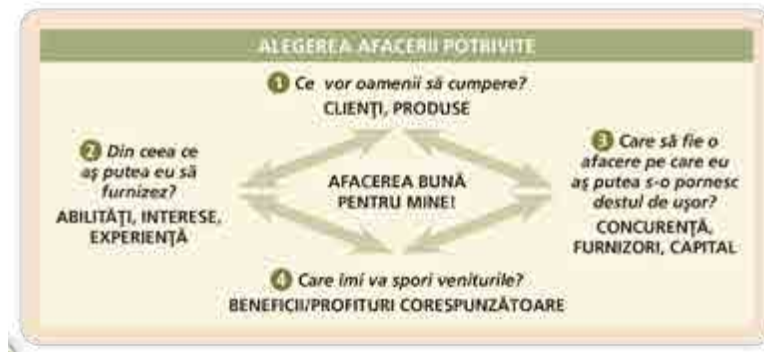 ALEGEREA AFACERII POTRIVITE
1 Ce vor oamenii să cumpere?
CLIENȚI, PRODUSE
2 Din ceea ce
aș putea eu să
furnizez?
ABILITĂȚI, INTERESE,
EXPERIENȚĂ
AFACEREA BUNĂ
PENTRU MINE!
3 Care să fie o
afacere pe care eu
aș putea s-o pornesc
destul de ușor?
CONCURENȚĂ,
FURNIZORI, CAPITAL
4 Care îmi va spori veniturile?
BENEFICII/PROFITURI CORESPUNZĂTOARE